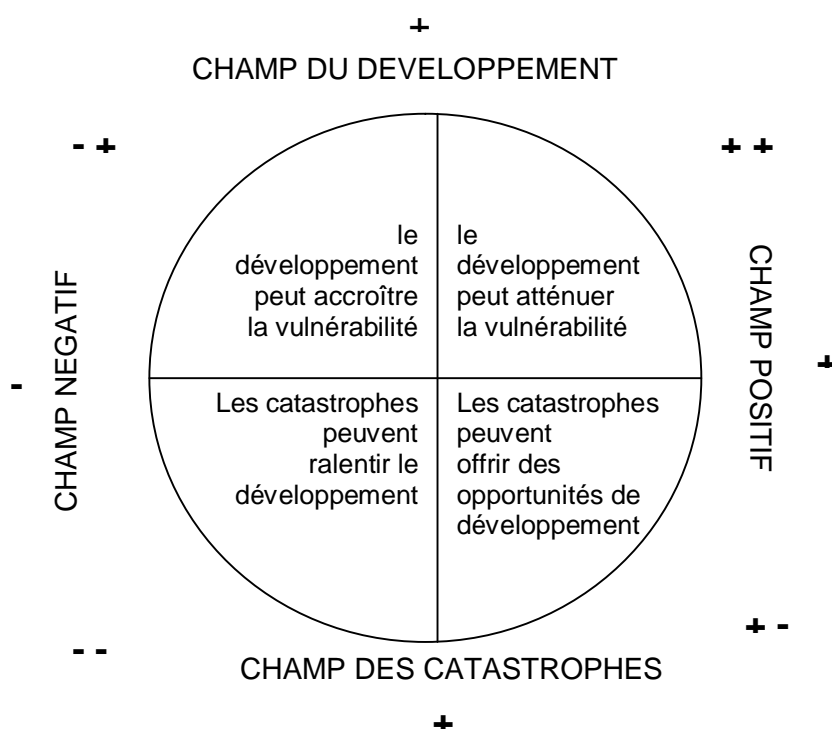 +
CHAMP DU DEVELOPPEMENT
- +
+ +
le
développement
peut accroître
la vulnérabilité
le
développement
peut atténuer
la vulnérabilité
CHAMP NEGATIF
-
CHAMP POSITIF
+
Les catastrophes
peuvent
ralentir le
développement
Les catastrophes
peuvent
offrir des
opportunités de
développement
- -
+ -
CHAMP DES CATASTROPHES
+